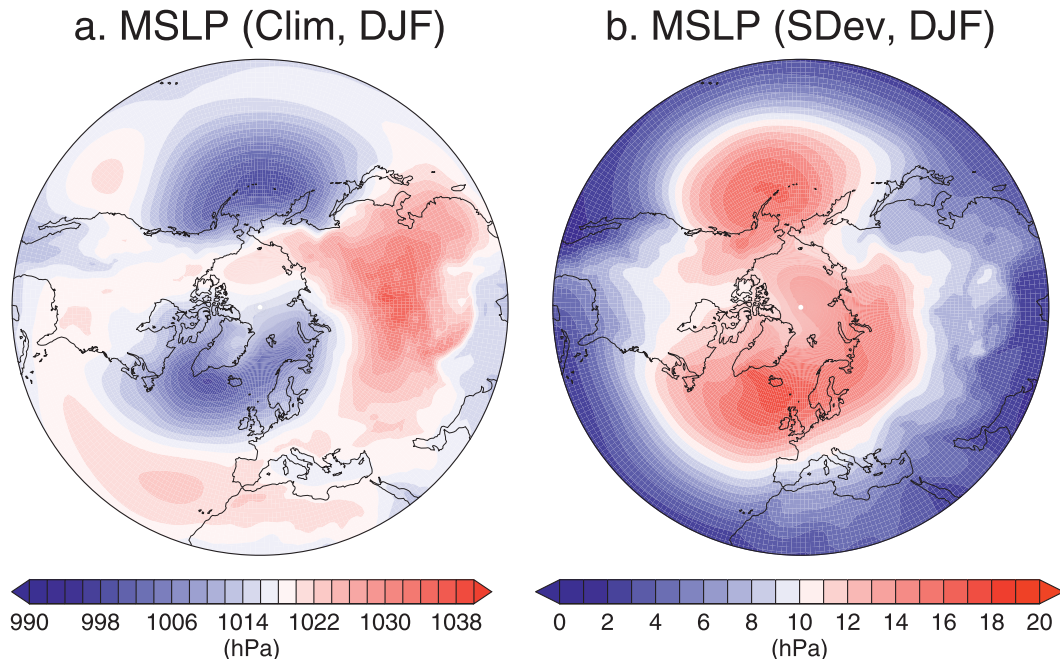 a. MSLP (Clim, DJF)
b. MSLP (SDev, DJF)
990 998 1006 1014 1022 1030 1038
(hPa)
0 2 4 6 8 10 12 14 16 18 20
(hPa)